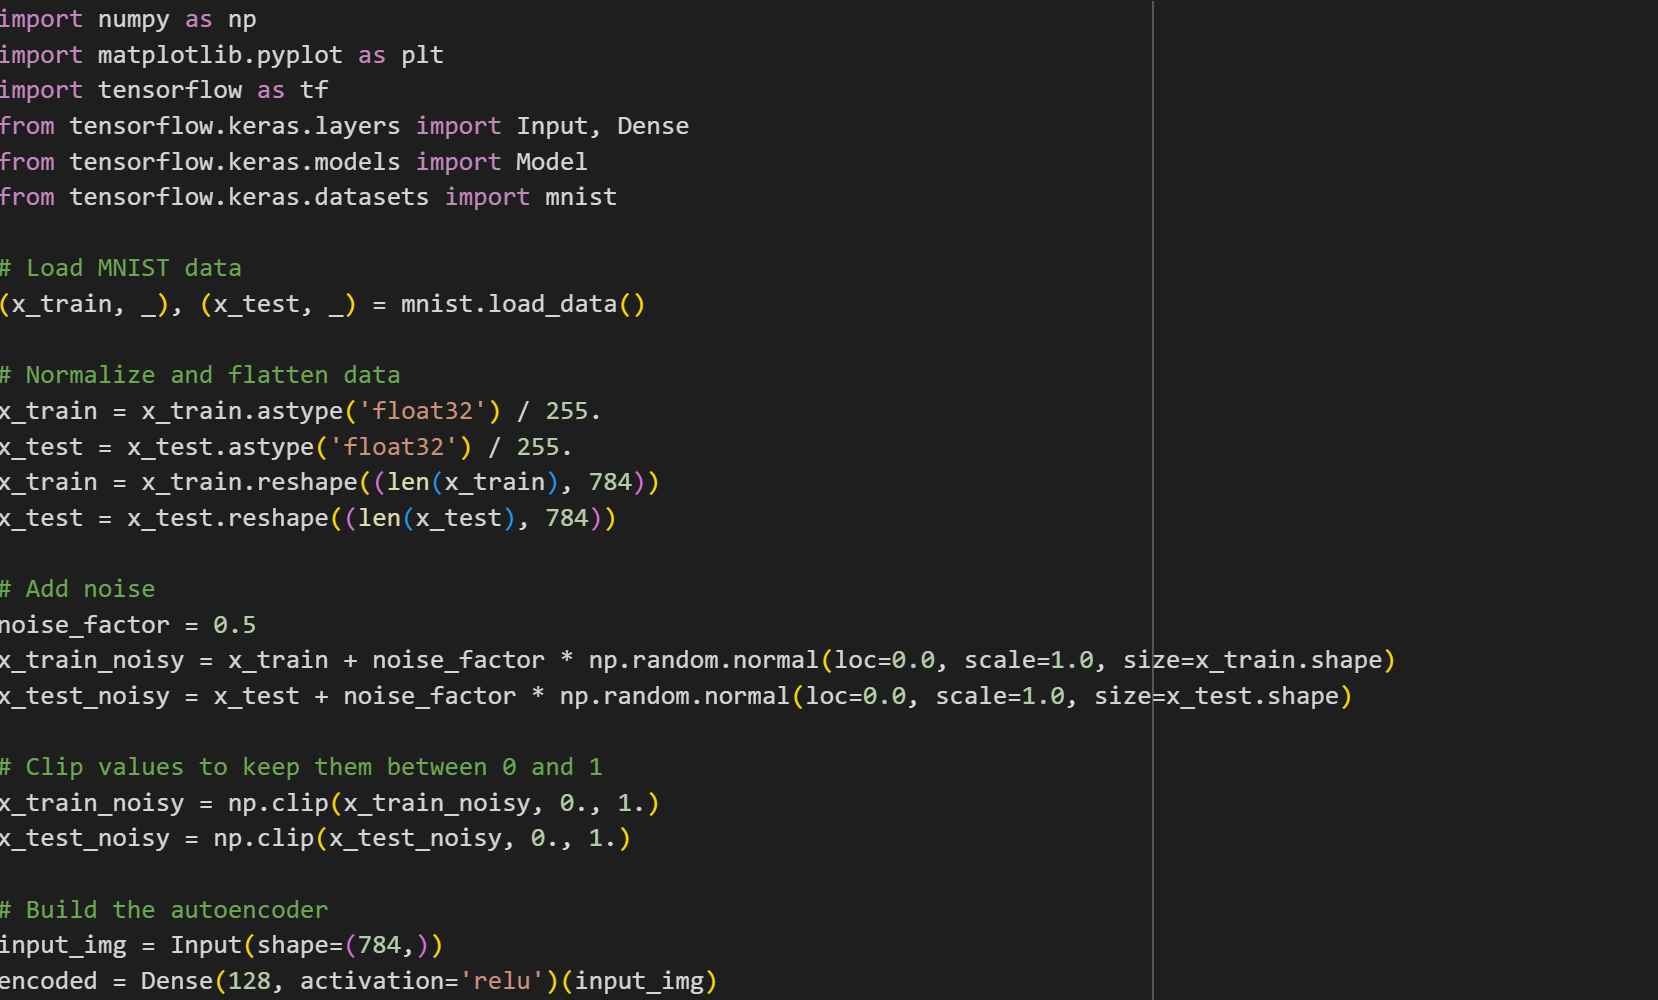 import numpy as np
import matplotlib.pyplot as plt
import tensorflow as tf
from tensorflow.keras.layers import Input, Dense
from tensorflow.keras.models import Model
from tensorflow.keras.datasets import mnist
# Load MNIST data
(x_train, _), (x_test, _) = mnist.load_data()
# Normalize and flatten data
x_train = x_train.astype('float32') / 255.
x_test = x_test.astype('float32') / 255.
x_train = x_train.reshape((len(x_train), 784))
x_test = x_test.reshape((len(x_test), 784))
# Add noise
noise_factor = 0.5
x_train_noisy = x_train + noise_factor * np.random.normal(loc=0.0, scale=1.0, size=x_train.shape)
x_test_noisy = x_test + noise_factor * np.random.normal(loc=0.0, scale=1.0, size=x_test.shape)
# Clip values to keep them between 0 and 1
x_train_noisy = np.clip(x_train_noisy, 0., 1.)
x_test_noisy = np.clip(x_test_noisy, 0., 1.)
# Build the autoencoder
input_img = Input(shape=(784,))
encoded = Dense(128, activation='relu')(input_img)